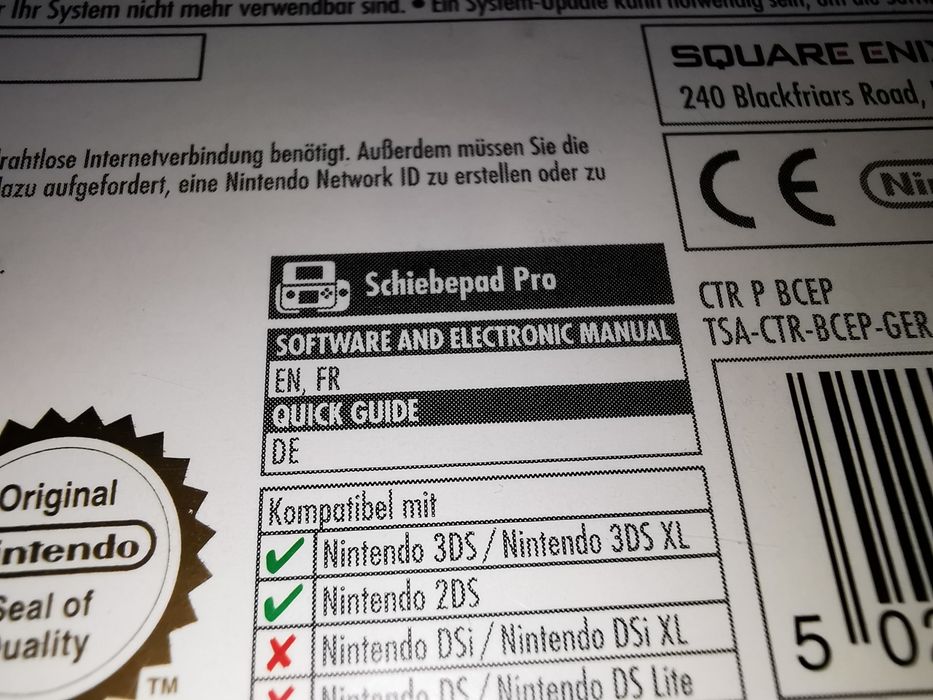 Ihr System nicht mehr verwendbar sind. • Ein System-Update kann notwendig sein, um die
SQUARE ENIX
240 Blackfriars Road,
rahtlose Internetverbindung benötigt. Außerdem müssen Sie die
dazu aufgefordert, eine Nintendo Network ID zu erstellen oder zu
CE
Schiebepad Pro
CTR P BCEP
TSA-CTR-BCEP-GER
SOFTWARE AND ELECTRONIC MANUAL
EN, FR
QUICK GUIDE
DE
Original
Nintendo
Seal of
Quality
TM
Kompatibel mit
Nintendo 3DS / Nintendo 3DS XL
Nintendo 2DS
Nintendo DSi / Nintendo DSi XL
Nintendo DS / Nintendo DS Lite
5 02